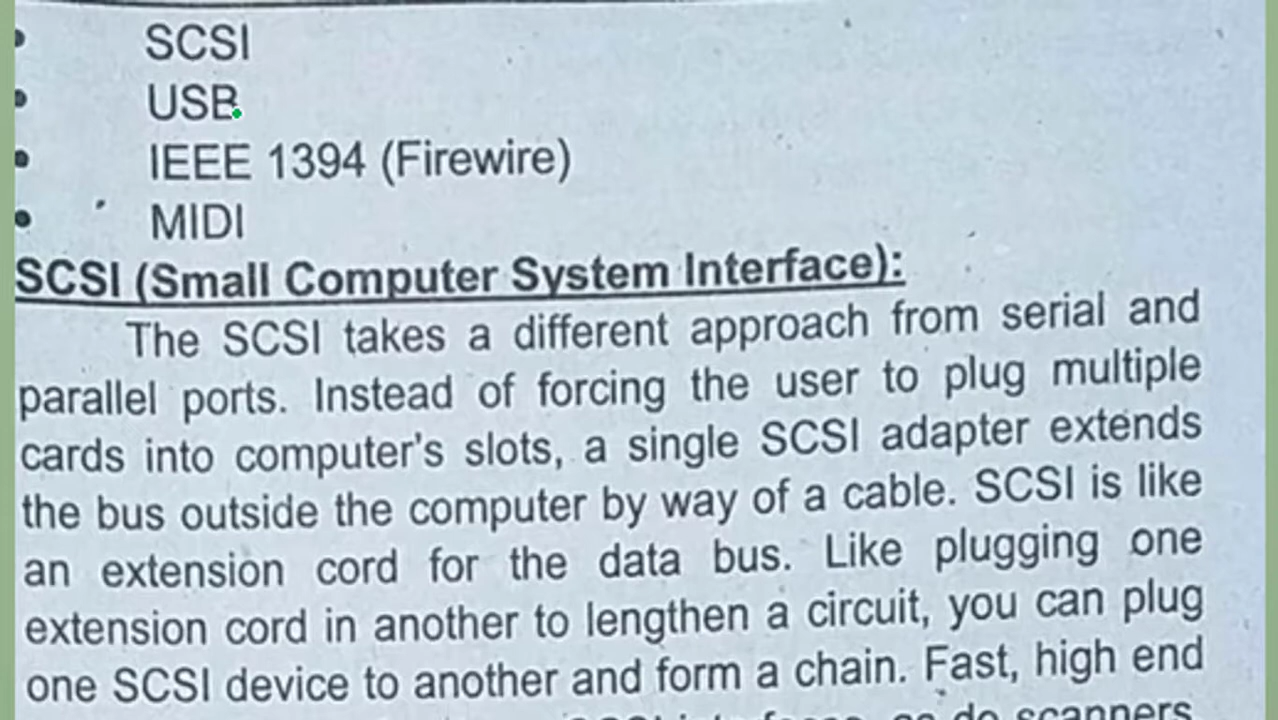 • SCSI
• USB
• IEEE 1394 (Firewire)
• MIDI
SCSI (Small Computer System Interface):
The SCSI takes a different approach from serial and
parallel ports. Instead of forcing the user to plug multiple
cards into computer's slots, a single SCSI adapter extends
the bus outside the computer by way of a cable. SCSI is like
an extension cord for the data bus. Like plugging one
extension cord in another to lengthen a circuit, you can plug
one SCSI device to another and form a chain. Fast, high end
do scanners